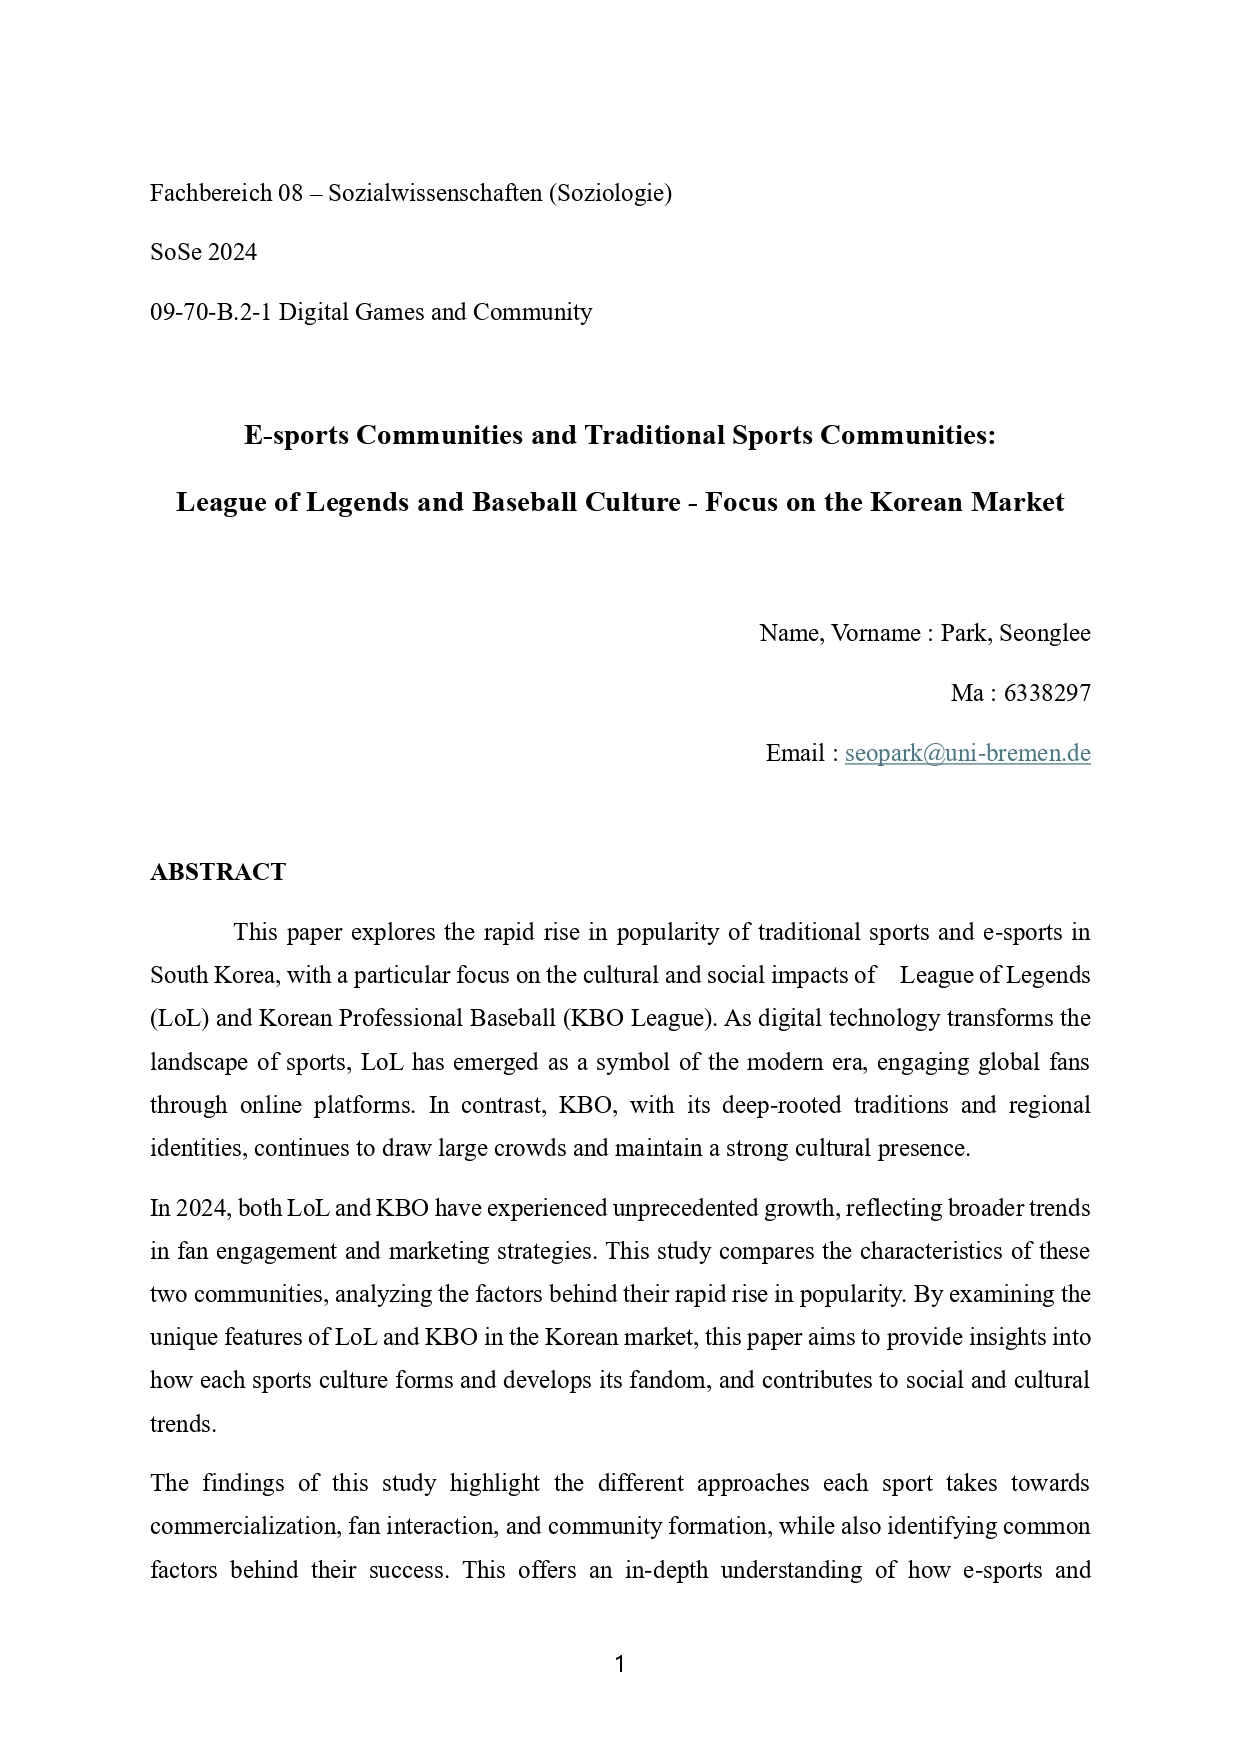 Fachbereich 08 – Sozialwissenschaften (Soziologie)
SoSe 2024
09-70-B.2-1 Digital Games and Community
E-sports Communities and Traditional Sports Communities:
League of Legends and Baseball Culture - Focus on the Korean Market
Name, Vorname : Park, Seonglee
Ma : 6338297
Email : seopark@uni-bremen.de
ABSTRACT
This paper explores the rapid rise in popularity of traditional sports and e-sports in
South Korea, with a particular focus on the cultural and social impacts of League of Legends
(LoL) and Korean Professional Baseball (KBO League). As digital technology transforms the
landscape of sports, LoL has emerged as a symbol of the modern era, engaging global fans
through online platforms. In contrast, KBO, with its deep-rooted traditions and regional
identities, continues to draw large crowds and maintain a strong cultural presence.
In 2024, both LoL and KBO have experienced unprecedented growth, reflecting broader trends
in fan engagement and marketing strategies. This study compares the characteristics of these
two communities, analyzing the factors behind their rapid rise in popularity. By examining the
unique features of LoL and KBO in the Korean market, this paper aims to provide insights into
how each sports culture forms and develops its fandom, and contributes to social and cultural
trends.
The findings of this study highlight the different approaches each sport takes towards
commercialization, fan interaction, and community formation, while also identifying common
factors behind their success. This offers an in-depth understanding of how e-sports and
1